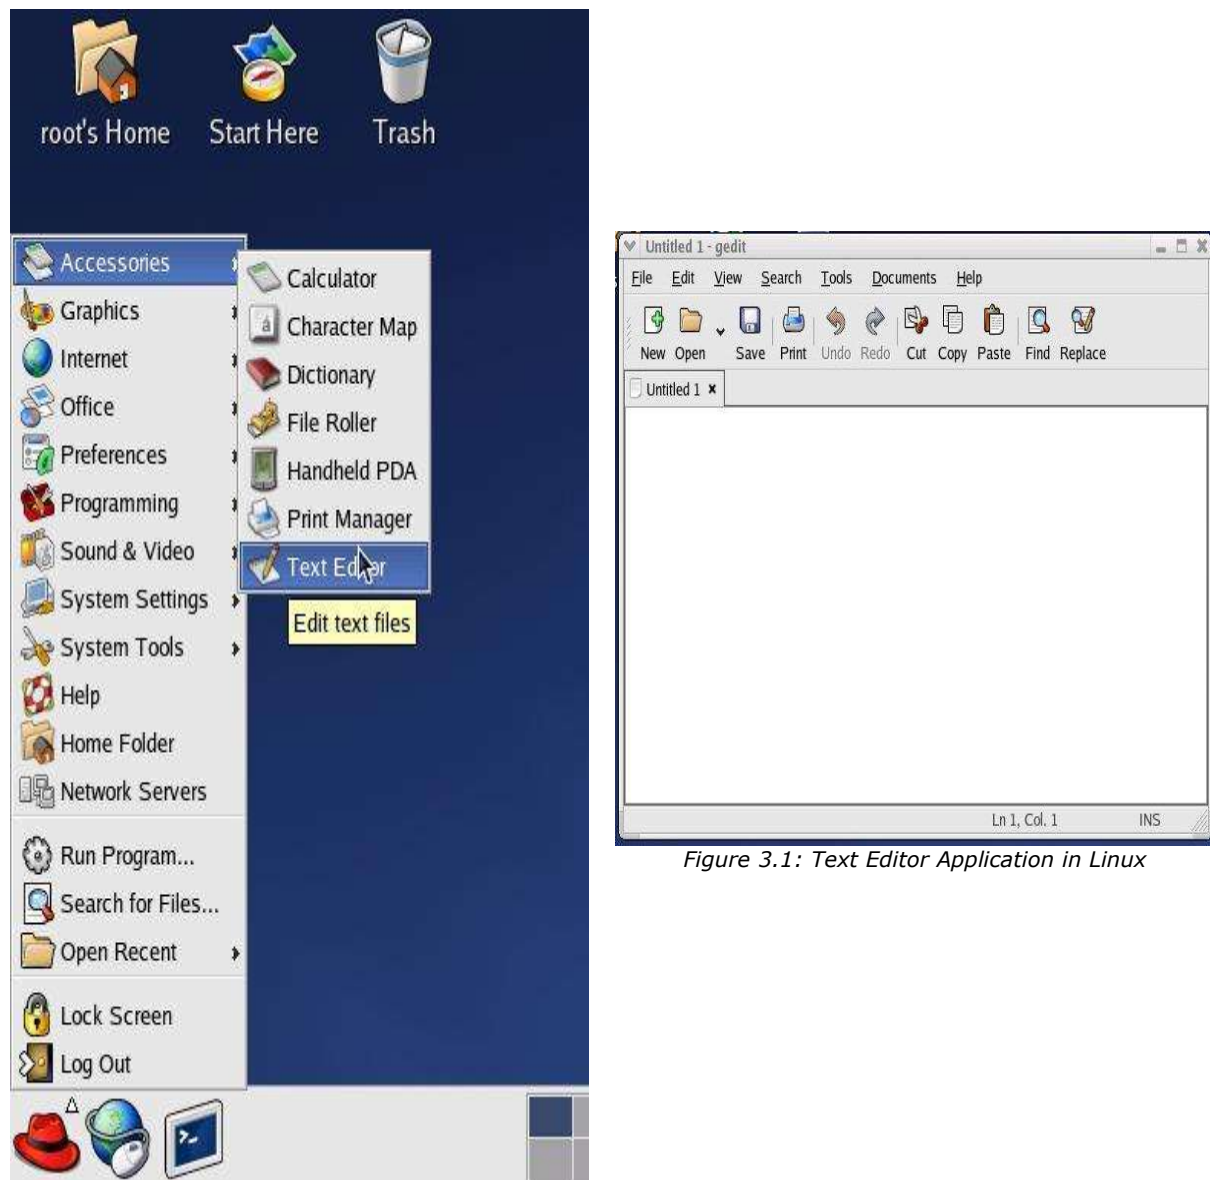 root's Home Start Here Trash
Accessories
Graphics
Internet
Office
Preferences
Programming
Sound & Video
System Settings
System Tools
Help
Home Folder
Network Servers
Run Program...
Search for Files...
Open Recent
Lock Screen
Log Out
Calculator
Character Map
Dictionary
File Roller
Handheld PDA
Print Manager
Text Editor
Edit text files
Untitled 1 - gedit
File Edit View Search Tools Documents Help
New Open Save Print Undo Redo Cut Copy Paste Find Replace
Untitled 1
Ln 1, Col. 1 INS
Figure 3.1: Text Editor Application in Linux